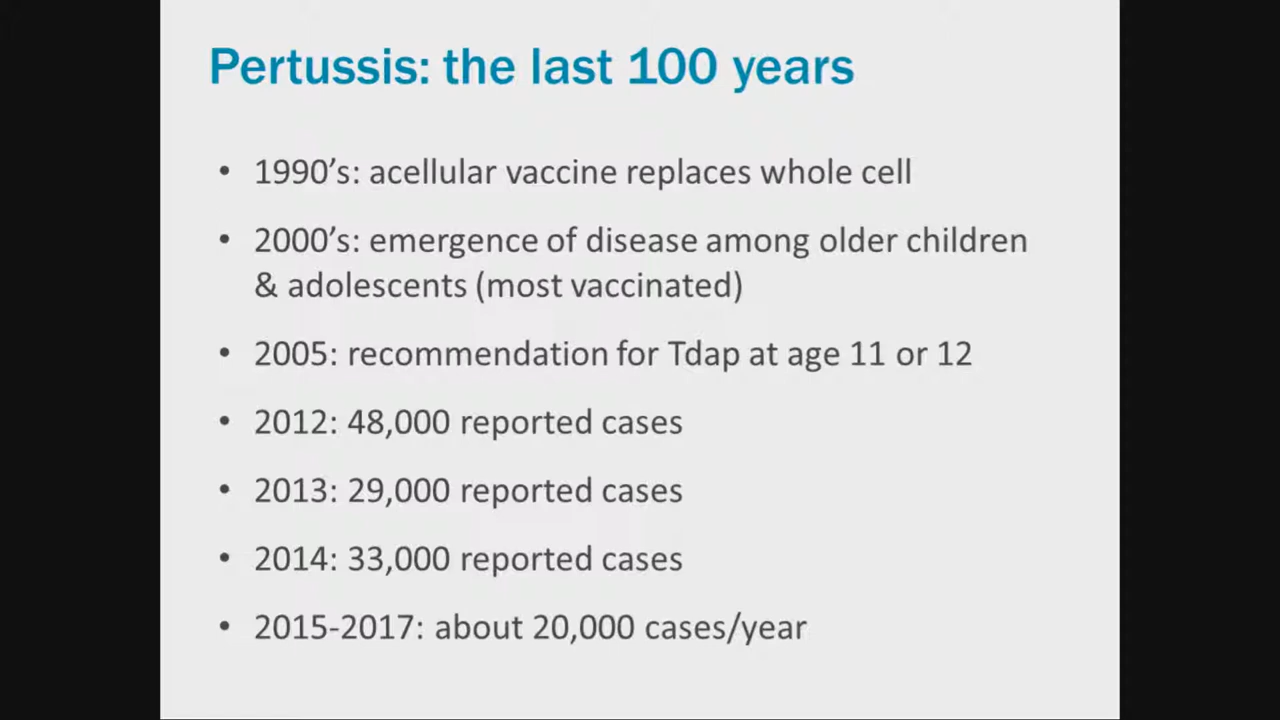 Pertussis: the last 100 years
• 1990’s: acellular vaccine replaces whole cell
• 2000’s: emergence of disease among older children
& adolescents (most vaccinated)
• 2005: recommendation for Tdap at age 11 or 12
• 2012: 48,000 reported cases
• 2013: 29,000 reported cases
• 2014: 33,000 reported cases
• 2015-2017: about 20,000 cases/year